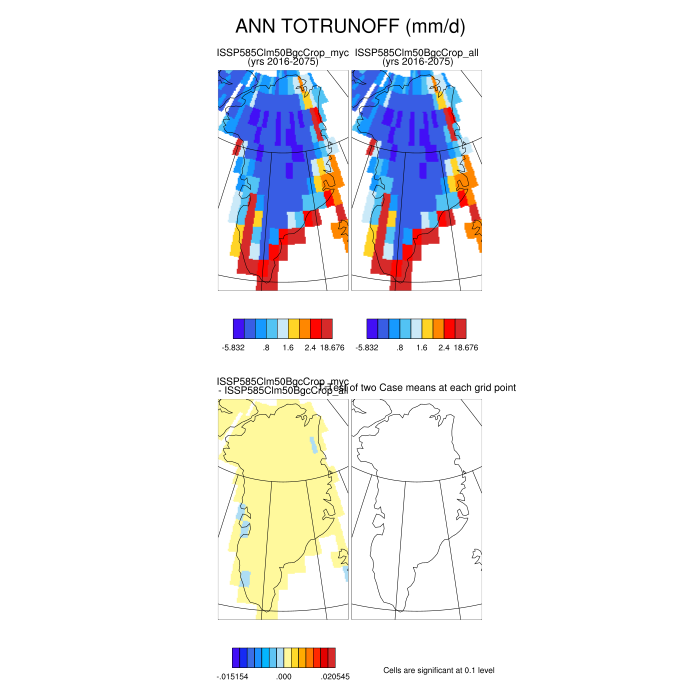 ANN TOTRUNOFF (mm/d)
ISSP585Clm50BgcCrop_myc ISSP585Clm50BgcCrop_all
(yrs 2016-2075) (yrs 2016-2075)
-5.832 .8 1.6 2.4 18.676 -5.832 .8 1.6 2.4 18.676
ISSP585Clm50BgcCrop_myc
- ISSP585Clm50BgcCrop_all
T-Test of two Case means at each grid point
-.015154 .000 .020545
Cells are significant at 0.1 level